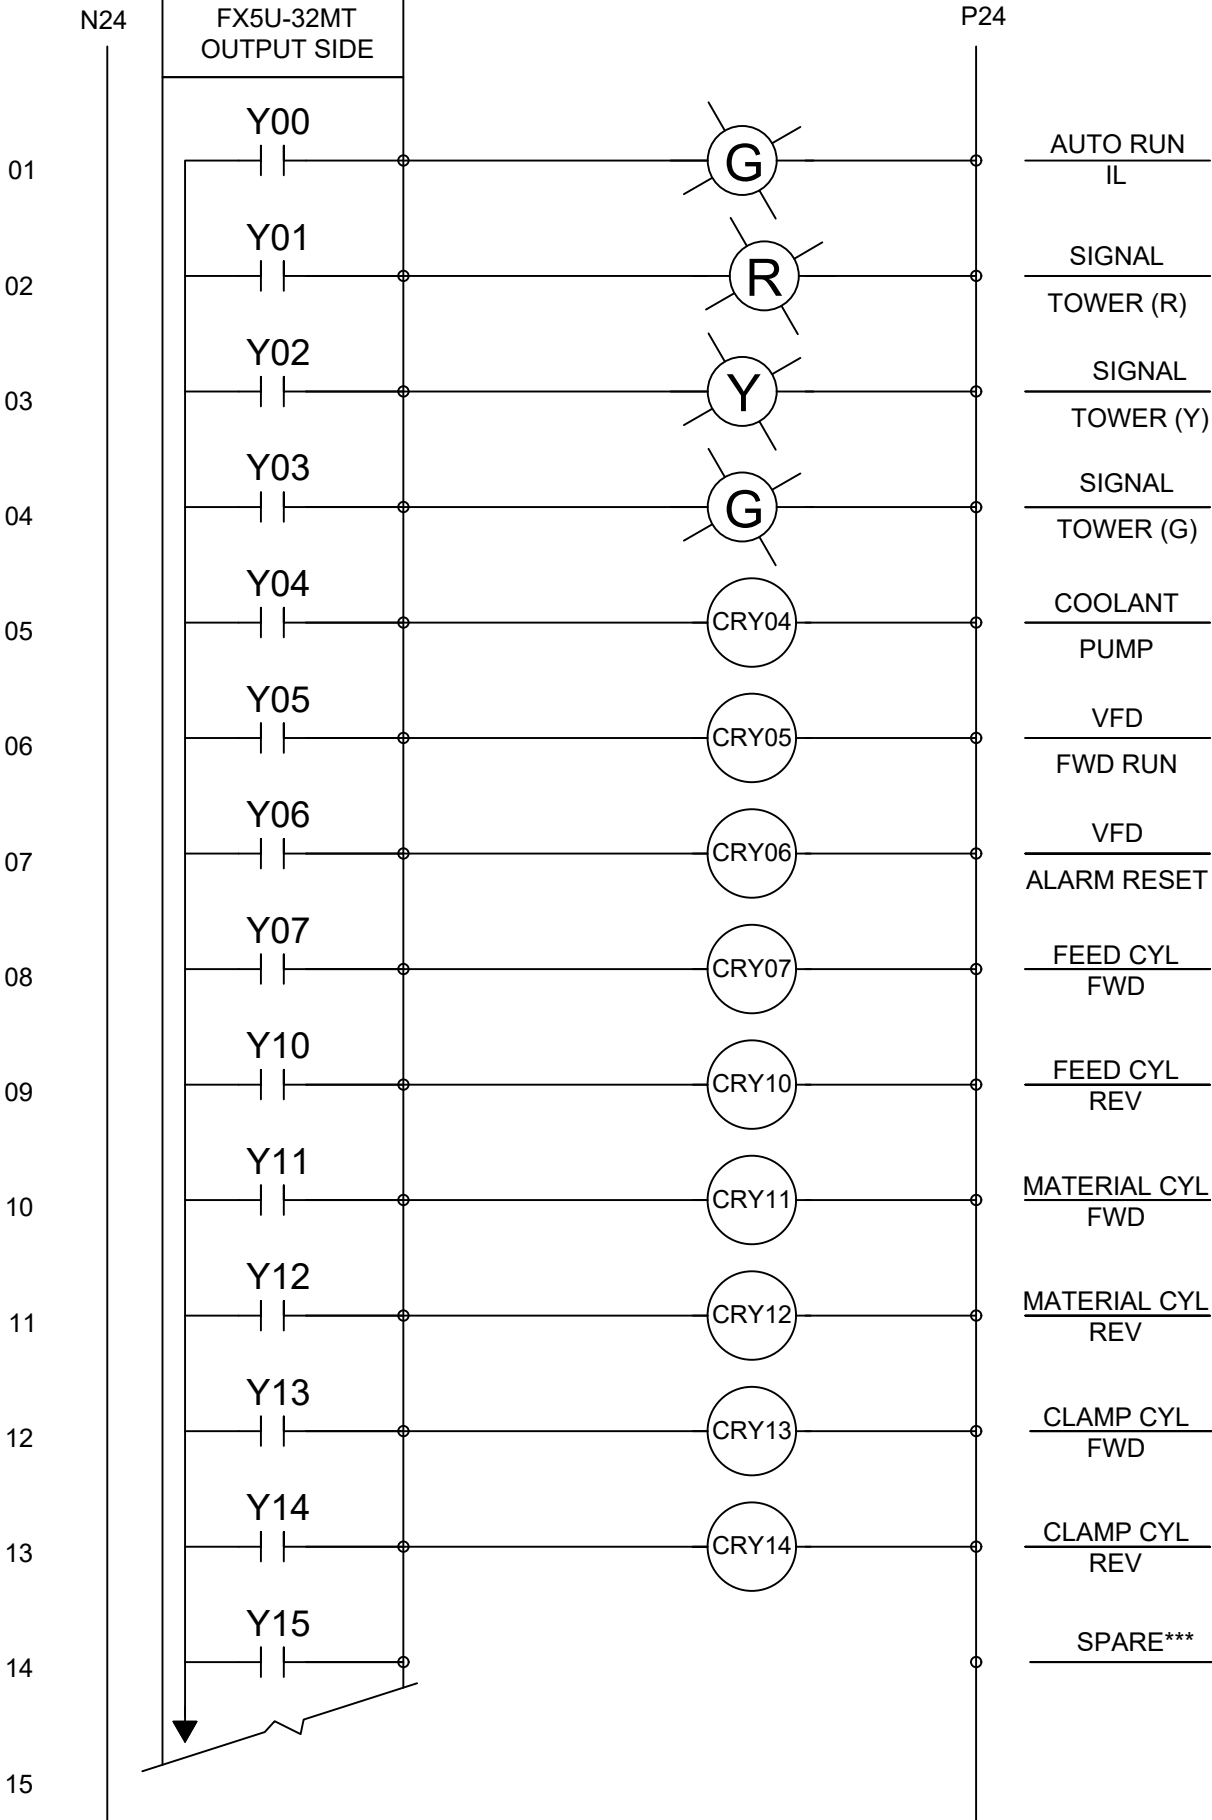 N24
FX5U-32MT
OUTPUT SIDE
P24
Y00
01
G
AUTO RUN
IL
Y01
02
R
SIGNAL
TOWER (R)
Y02
03
Y
SIGNAL
TOWER (Y)
Y03
04
G
SIGNAL
TOWER (G)
Y04
05
CRY04
COOLANT
PUMP
Y05
06
CRY05
VFD
FWD RUN
Y06
07
CRY06
VFD
ALARM RESET
Y07
08
CRY07
FEED CYL
FWD
Y10
09
CRY10
FEED CYL
REV
Y11
10
CRY11
MATERIAL CYL
FWD
Y12
11
CRY12
MATERIAL CYL
REV
Y13
12
CRY13
CLAMP CYL
FWD
Y14
13
CRY14
CLAMP CYL
REV
Y15
14
SPARE***
15